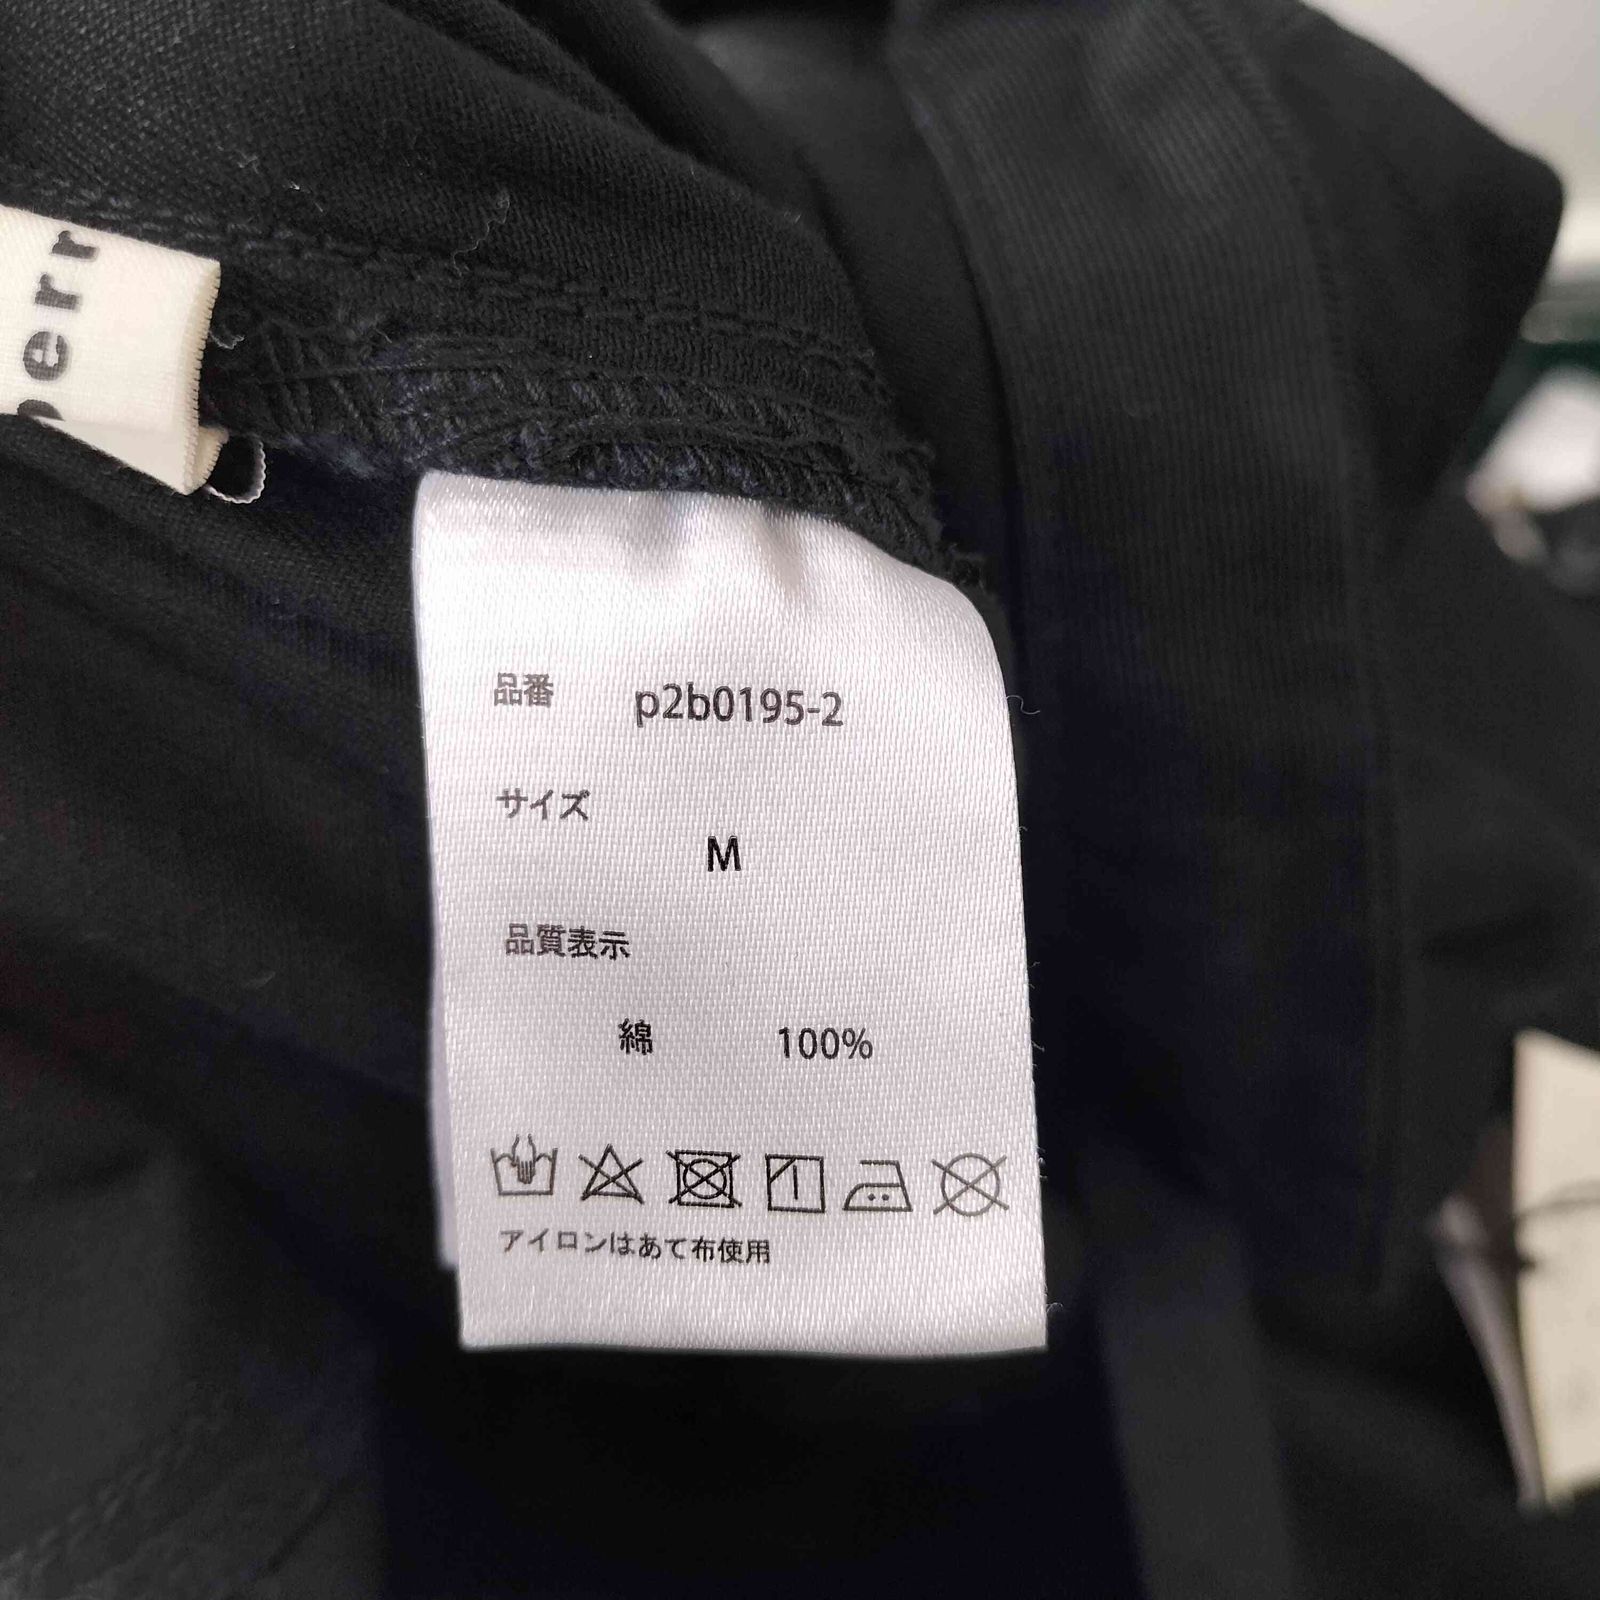 perr
品番 p2b0195-2
サイズ
M
品質表示
綿 100%
アイロンはあて布使用